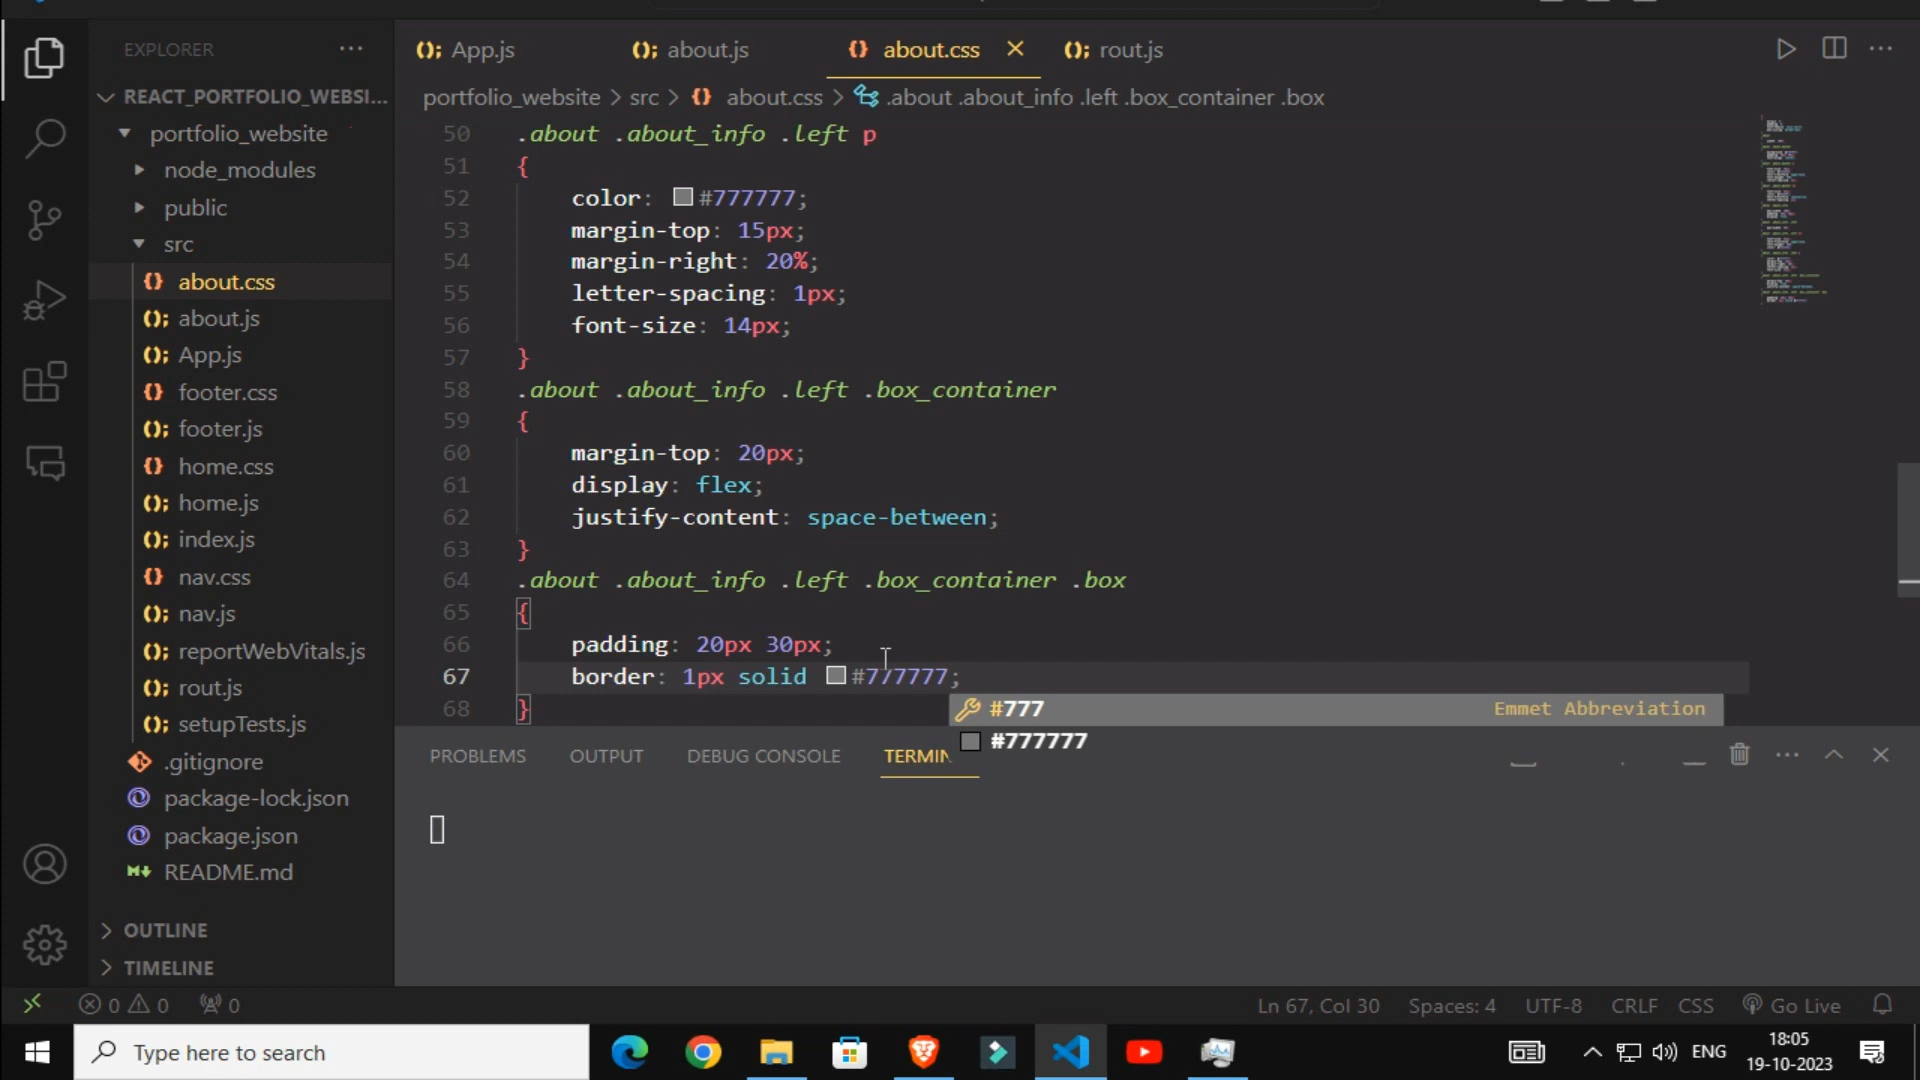 EXPLORER
REACT_PORTFOLIO_WEBSI...
portfolio_website
node_modules
public
src
about.css
about.js
App.js
footer.css
footer.js
home.css
home.js
index.js
nav.css
nav.js
reportWebVitals.js
rout.js
setupTests.js
.gitignore
package-lock.json
package.json
README.md
OUTLINE
TIMELINE
App.js about.js about.css rout.js
portfolio_website > src > about.css > .about .about_info .left .box_container .box
50 .about .about_info .left p
51 {
52 color: #777777;
53 margin-top: 15px;
54 margin-right: 20%;
55 letter-spacing: 1px;
56 font-size: 14px;
57 }
58 .about .about_info .left .box_container
59 {
60 margin-top: 20px;
61 display: flex;
62 justify-content: space-between;
63 }
64 .about .about_info .left .box_container .box
65 {
66 padding: 20px 30px;
67 border: 1px solid #777777;
68 }
#777 Emmet Abbreviation
#777777
PROBLEMS OUTPUT DEBUG CONSOLE TERMIN
0 0 0 Ln 67, Col 30 Spaces: 4 UTF-8 CRLF CSS Go Live
Type here to search
ENG
18:05
19-10-2023